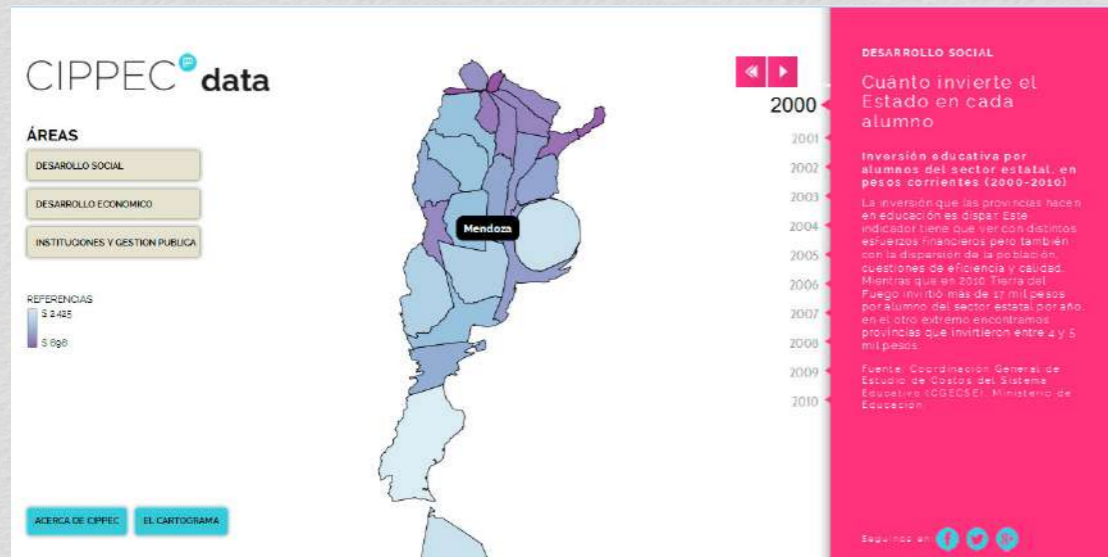 CIPPEC data
ÁREAS
DESAROLLO SOCIAL
DESARROLLO ECONOMICO
INSTITUCIONES Y GESTION PUBLICA
REFERENCIAS
$ 2.425
$ 696
ACERCA DE CIPPEC
EL CARTOGRAMA
Mendoza
2000
2001
2002
2003
2004
2005
2006
2007
2008
2009
2010
DESARROLLO SOCIAL
Cuánto invierte el
Estado en cada
alumno
Inversión educativa por
alumnos del sector estatal, en
pesos corrientes (2000-2010)
La inversión que las provincias hacen
en educación es dispar. Este
indicador tiene que ver con distintos
esfuerzos financieros pero también
con la dispersión de la población,
cuestiones de eficiencia y calidad.
Mientras que en 2010 Tierra del
Fuego invirtió más de 17 mil pesos
por alumno del sector estatal por año,
en el otro extremo encontramos
provincias que invirtieron entre 4 y 5
mil pesos.
Fuente: Coordinación General de
Estudio de Costos del Sistema
Educativo (CGECSE), Ministerio de
Educación
Seguinos en: